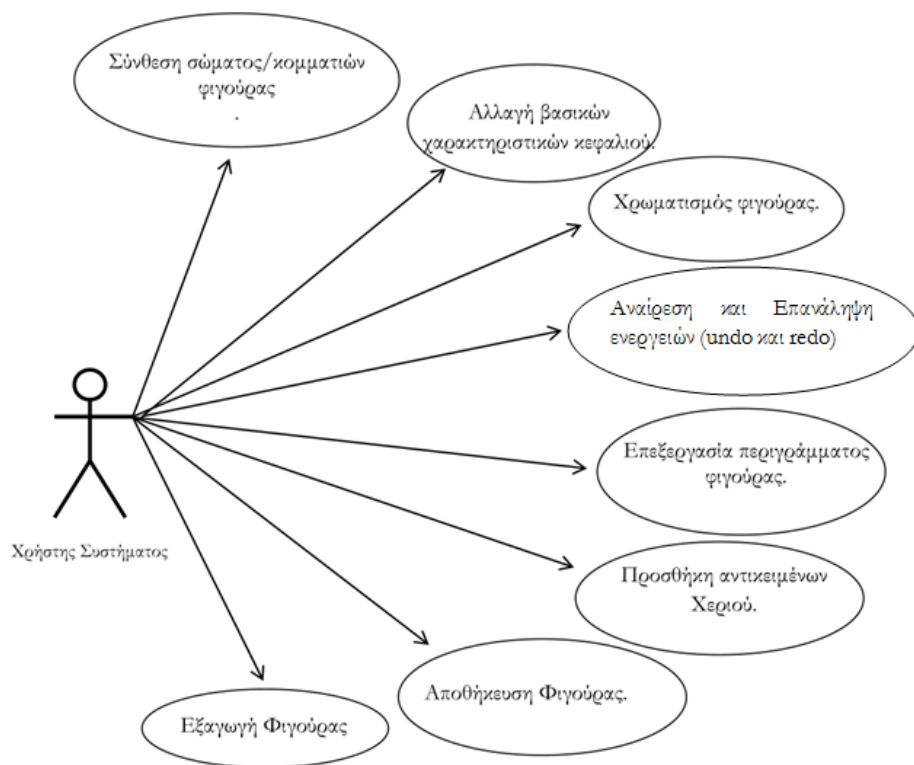 Σύνθεση σώματος/κομματιών
φιγούρας
.
Αλλαγή βασικών
χαρακτηριστικών κεφαλιού.
Χρωματισμός φιγούρας.
Αναίρεση και Επανάληψη
ενεργειών (undo και redo)
Επεξεργασία περιγράμματος
φιγούρας.
Προσθήκη αντικειμένων
Χεριού.
Αποθήκευση Φιγούρας.
Εξαγωγή Φιγούρας
Χρήστης Συστήματος